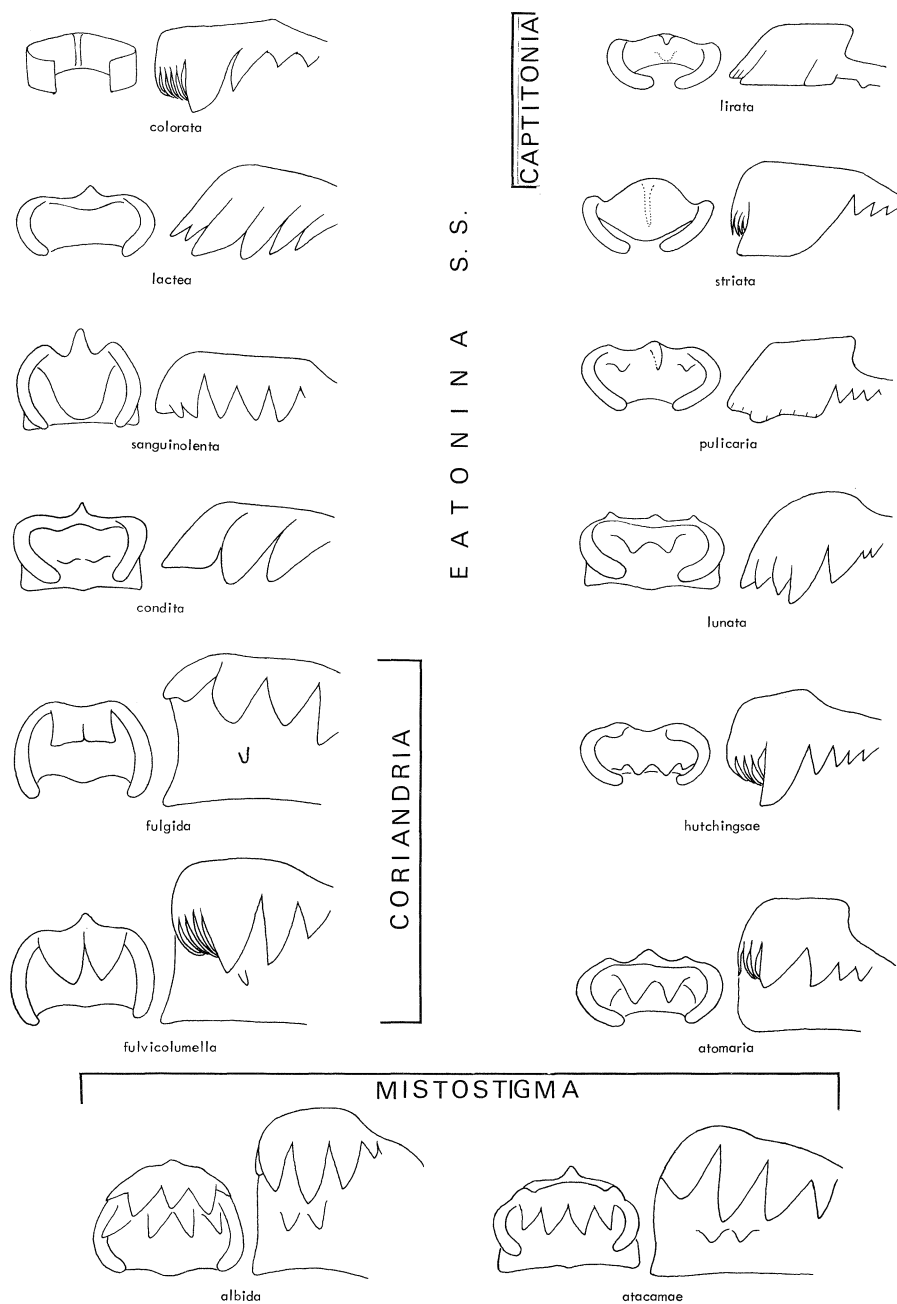 CAPTITONIA
colorata
lirata
lactea
striata
EATONINA S.S.
sanguinolenta
pulicaria
condita
lunata
CORIANDRIA
fulgida
hutchingsae
fulvicolumella
atomaria
MISTOSTIGMA
albida
atacamae